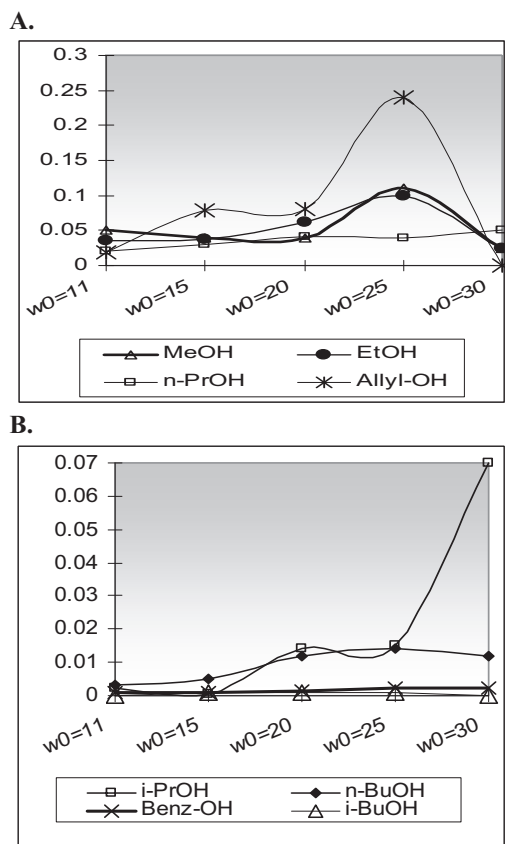 A.
0.3
0.25
0.2
0.15
0.1
0.05
0
w0=11 w0=15 w0=20 w0=25 w0=30
MeOH EtOH
n-PrOH Allyl-OH
B.
0.07
0.06
0.05
0.04
0.03
0.02
0.01
0
w0=11 w0=15 w0=20 w0=25 w0=30
i-PrOH n-BuOH
Benz-OH i-BuOH